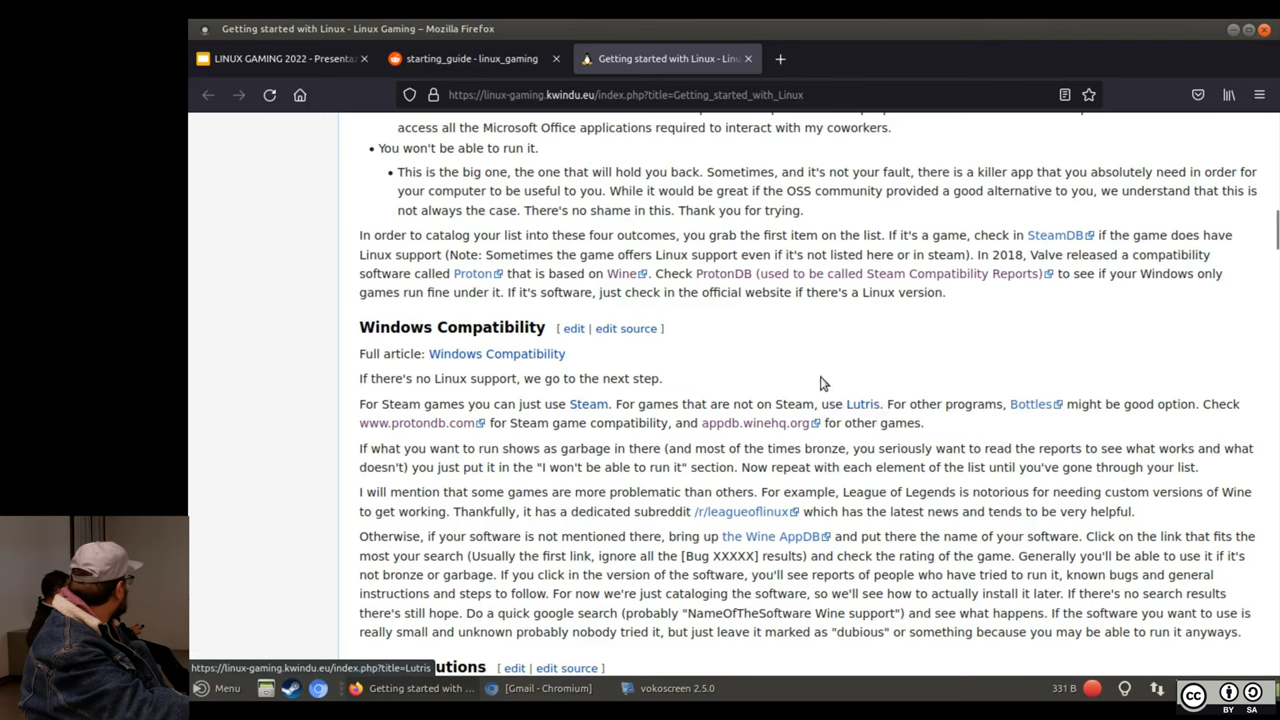 Getting started with Linux - Linux Gaming – Mozilla Firefox
LINUX GAMING 2022 - Presenta
starting_guide - linux_gaming
Getting started with Linux - Linu
https://linux-gaming.kwindu.eu/index.php?title=Getting_started_with_Linux
access all the Microsoft Office applications required to interact with my coworkers.
You won't be able to run it.
This is the big one, the one that will hold you back. Sometimes, and it's not your fault, there is a killer app that you absolutely need in order for
your computer to be useful to you. While it would be great if the OSS community provided a good alternative to you, we understand that this is
not always the case. There's no shame in this. Thank you for trying.
In order to catalog your list into these four outcomes, you grab the first item on the list. If it's a game, check in SteamDB if the game does have
Linux support (Note: Sometimes the game offers Linux support even if it's not listed here or in steam). In 2018, Valve released a compatibility
software called Proton that is based on Wine. Check ProtonDB (used to be called Steam Compatibility Reports) to see if your Windows only
games run fine under it. If it's software, just check in the official website if there's a Linux version.
Windows Compatibility [ edit | edit source ]
Full article: Windows Compatibility
If there's no Linux support, we go to the next step.
For Steam games you can just use Steam. For games that are not on Steam, use Lutris. For other programs, Bottles might be good option. Check
www.protondb.com for Steam game compatibility, and appdb.winehq.org for other games.
If what you want to run shows as garbage in there (and most of the times bronze, you seriously want to read the reports to see what works and what
doesn't) you just put it in the "I won't be able to run it" section. Now repeat with each element of the list until you've gone through your list.
I will mention that some games are more problematic than others. For example, League of Legends is notorious for needing custom versions of Wine
to get working. Thankfully, it has a dedicated subreddit /r/leagueoflinux which has the latest news and tends to be very helpful.
Otherwise, if your software is not mentioned there, bring up the Wine AppDB and put there the name of your software. Click on the link that fits the
most your search (Usually the first link, ignore all the [Bug XXXXX] results) and check the rating of the game. Generally you'll be able to use it if it's
not bronze or garbage. If you click in the version of the software, you'll see reports of people who have tried to run it, known bugs and general
instructions and steps to follow. For now we're just cataloging the software, so we'll see how to actually install it later. If there's no search results
there's still hope. Do a quick google search (probably "NameOfTheSoftware Wine support") and see what happens. If the software you want to use is
really small and unknown probably nobody tried it, but just leave it marked as "dubious" or something because you may be able to run it anyways.
https://linux-gaming.kwindu.eu/index.php?title=Lutris utions [ edit | edit source ]
Menu
Getting started with ...
[Gmail - Chromium]
vokoscreen 2.5.0
331 B
CC
BY SA